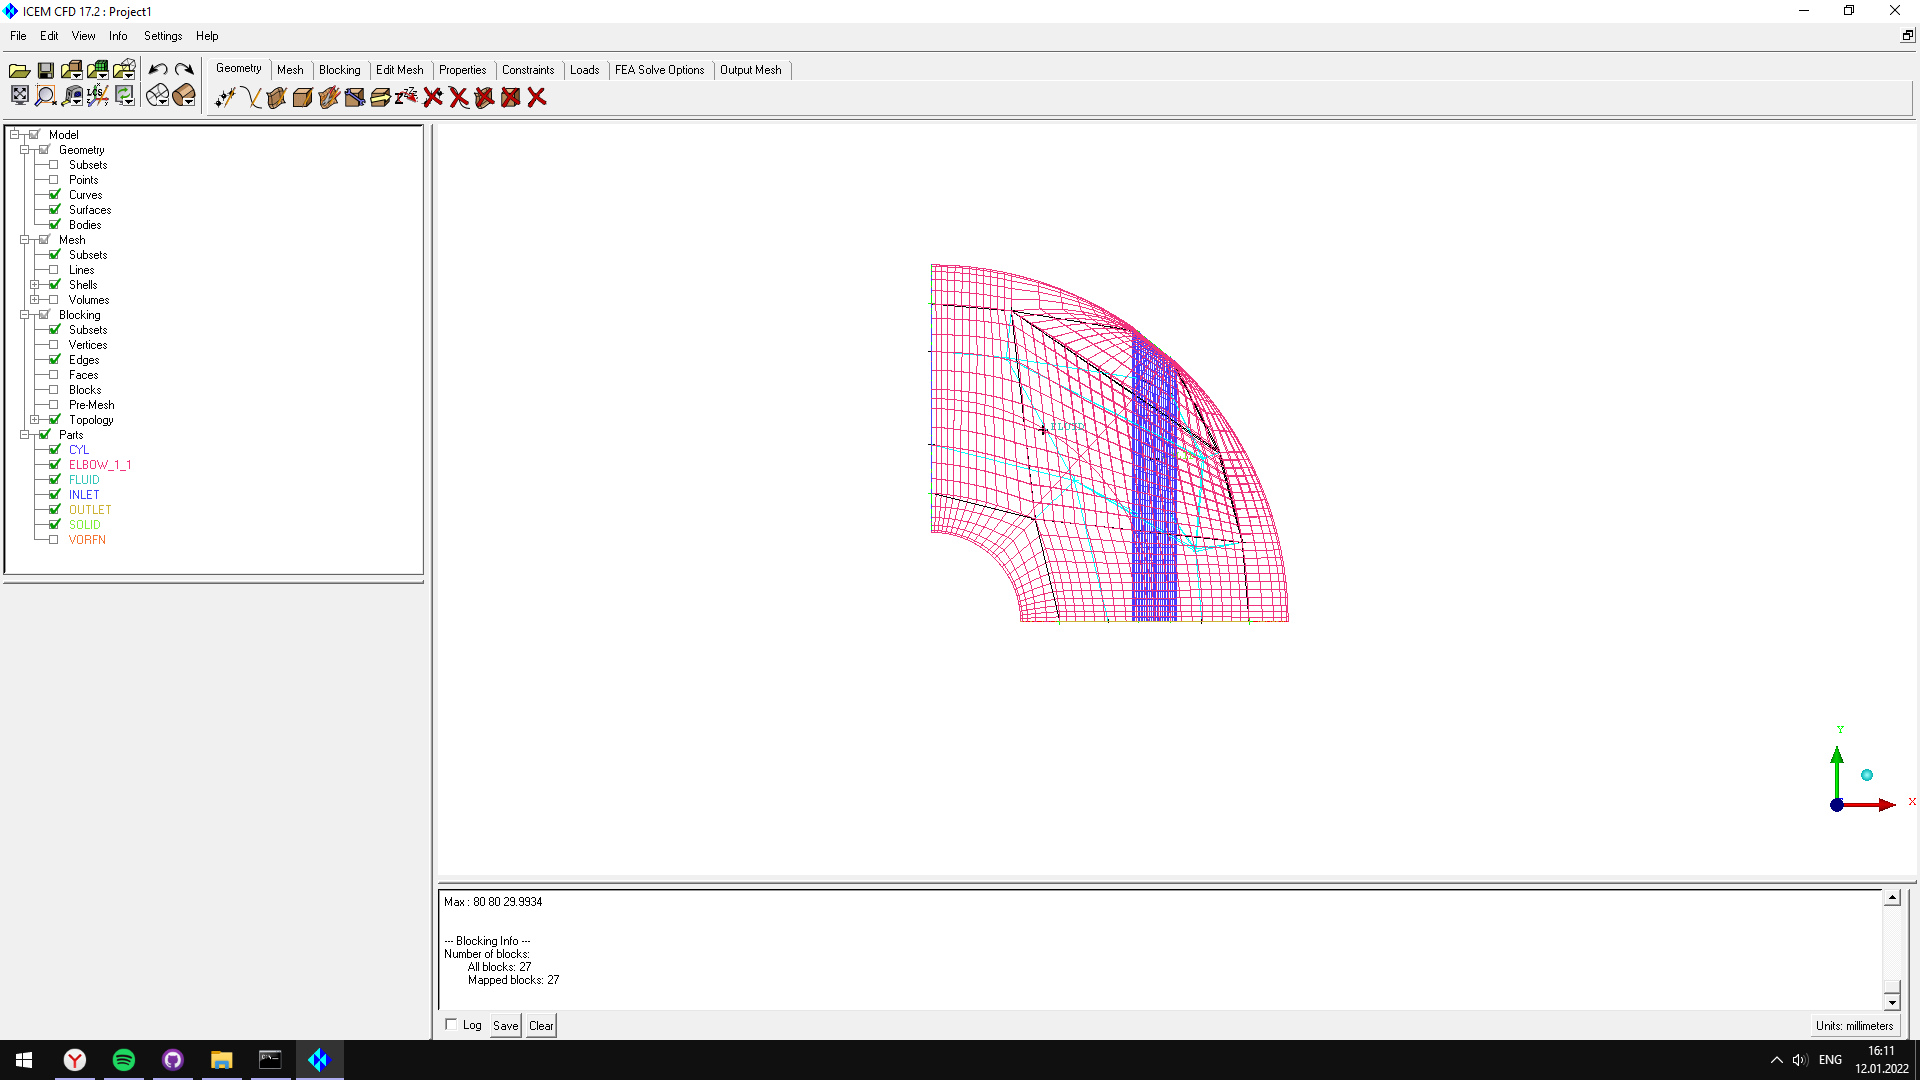 ICEM CFD 17.2 : Project1
File Edit View Info Settings Help
Geometry Mesh Blocking Edit Mesh Properties Constraints Loads FEA Solve Options Output Mesh
LCS
Model
Geometry
Subsets
Points
Curves
Surfaces
Bodies
Mesh
Subsets
Lines
Shells
Volumes
Blocking
Subsets
Vertices
Edges
Faces
Blocks
Pre-Mesh
Topology
Parts
CYL
ELBOW_1_1
FLUID
INLET
OUTLET
SOLID
VORFN
FLUID
Y
X
Max : 80 80 29.9934
--- Blocking Info ---
Number of blocks:
All blocks: 27
Mapped blocks: 27
Log Save Clear
Units: millimeters
ENG
16:11
12.01.2022